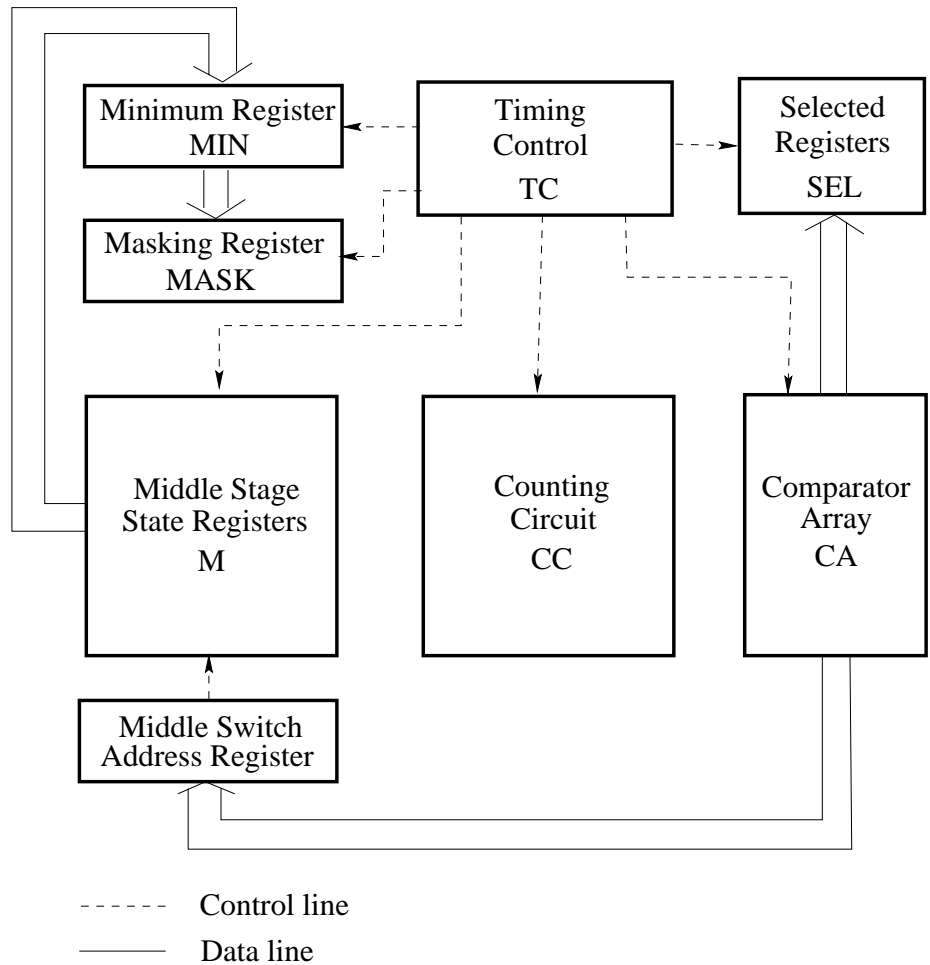 Minimum Register
MIN
Timing
Control
TC
Selected
Registers
SEL
Masking Register
MASK
Middle Stage
State Registers
M
Counting
Circuit
CC
Comparator
Array
CA
Middle Switch
Address Register
Control line
Data line